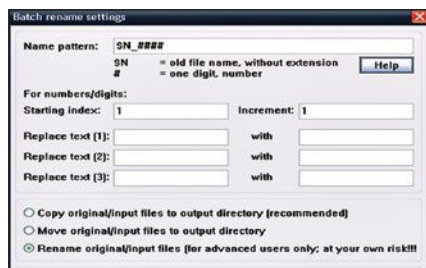 Batch rename settings
Name pattern: $N_####
$N = old file name, without extension Help
# = one digit, number
For numbers/digits:
Starting index: 1 Increment: 1
Replace text (1): with
Replace text (2): with
Replace text (3): with
Copy original/input files to output directory (recommended)
Move original/input files to output directory
Rename original/input files (for advanced users only; at your own risk!!!